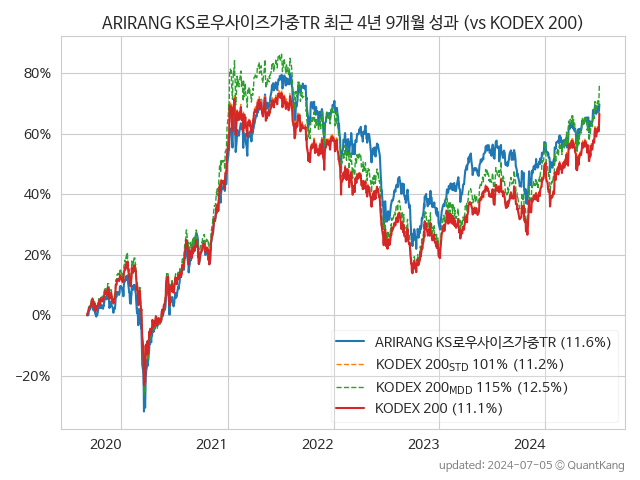 ARIRANG KS로우사이즈가중TR 최근 4년 9개월 성과 (vs KODEX 200)
80%
60%
40%
20%
0%
−20%
ARIRANG KS로우사이즈가중TR (11.6%)
KODEX 200STD 101% (11.2%)
KODEX 200MDD 115% (12.5%)
KODEX 200 (11.1%)
2020 2021 2022 2023 2024
updated: 2024-07-05 © QuantKang